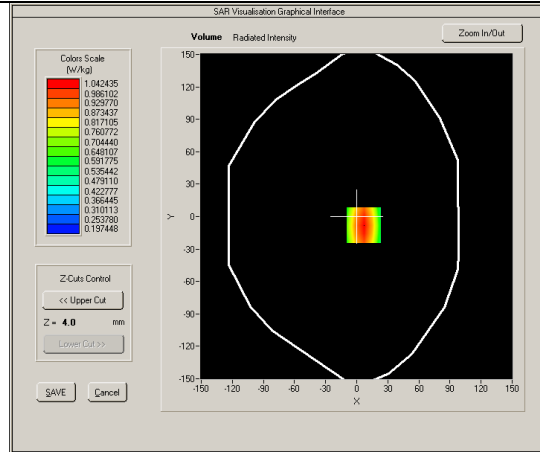 SAR Visualisation Graphical Interface
Volume Radiated Intensity
Zoom In/Out
Colors Scale
(W/kg)
1.042435
0.986102
0.929770
0.873437
0.817105
0.760772
0.704440
0.648107
0.591775
0.535442
0.479110
0.422777
0.366445
0.310113
0.253780
0.197448
Z-Cuts Control
<< Upper Cut
Z = 4.0 mm
Lower Cut >>
SAVE Cancel
150
120
90
60
30
0
-30
-60
-90
-120
-150
Y
-150 -120 -90 -60 -30 0 30 60 90 120 150
X